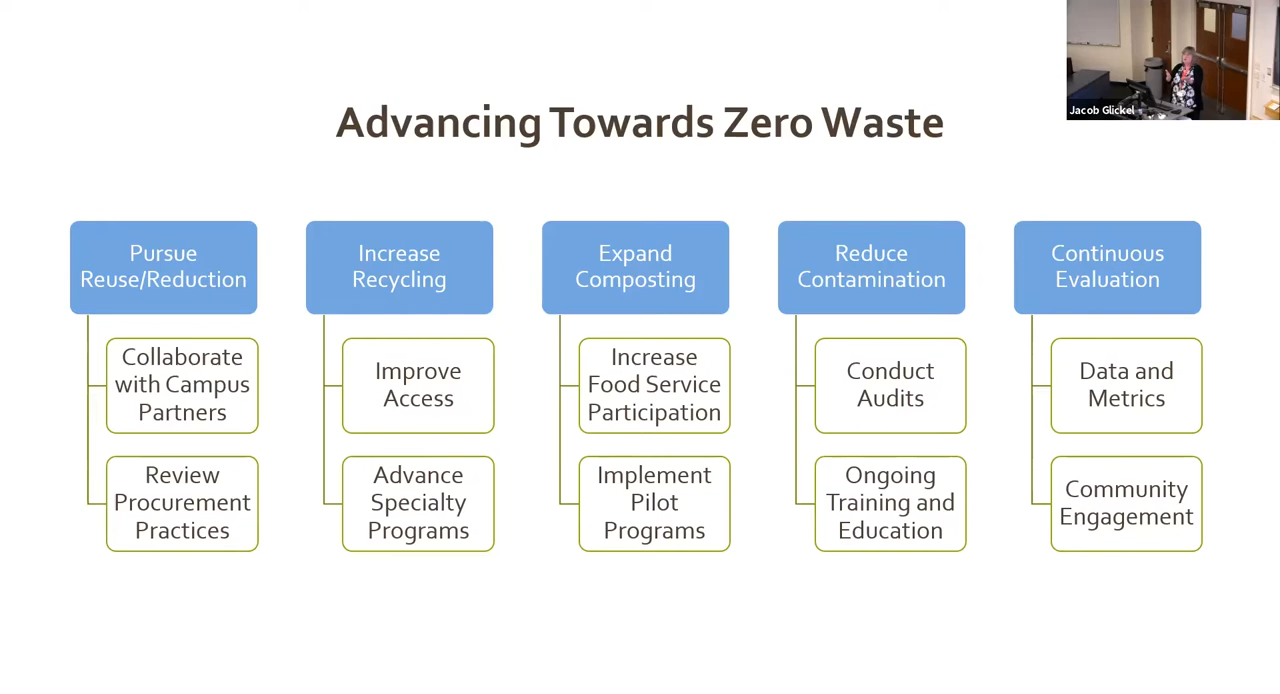 Jacob Glickel
Advancing Towards Zero Waste
Pursue
Reuse/Reduction
Collaborate
with Campus
Partners
Review
Procurement
Practices
Increase
Recycling
Improve
Access
Advance
Specialty
Programs
Expand
Composting
Increase
Food Service
Participation
Implement
Pilot
Programs
Reduce
Contamination
Conduct
Audits
Ongoing
Training and
Education
Continuous
Evaluation
Data and
Metrics
Community
Engagement